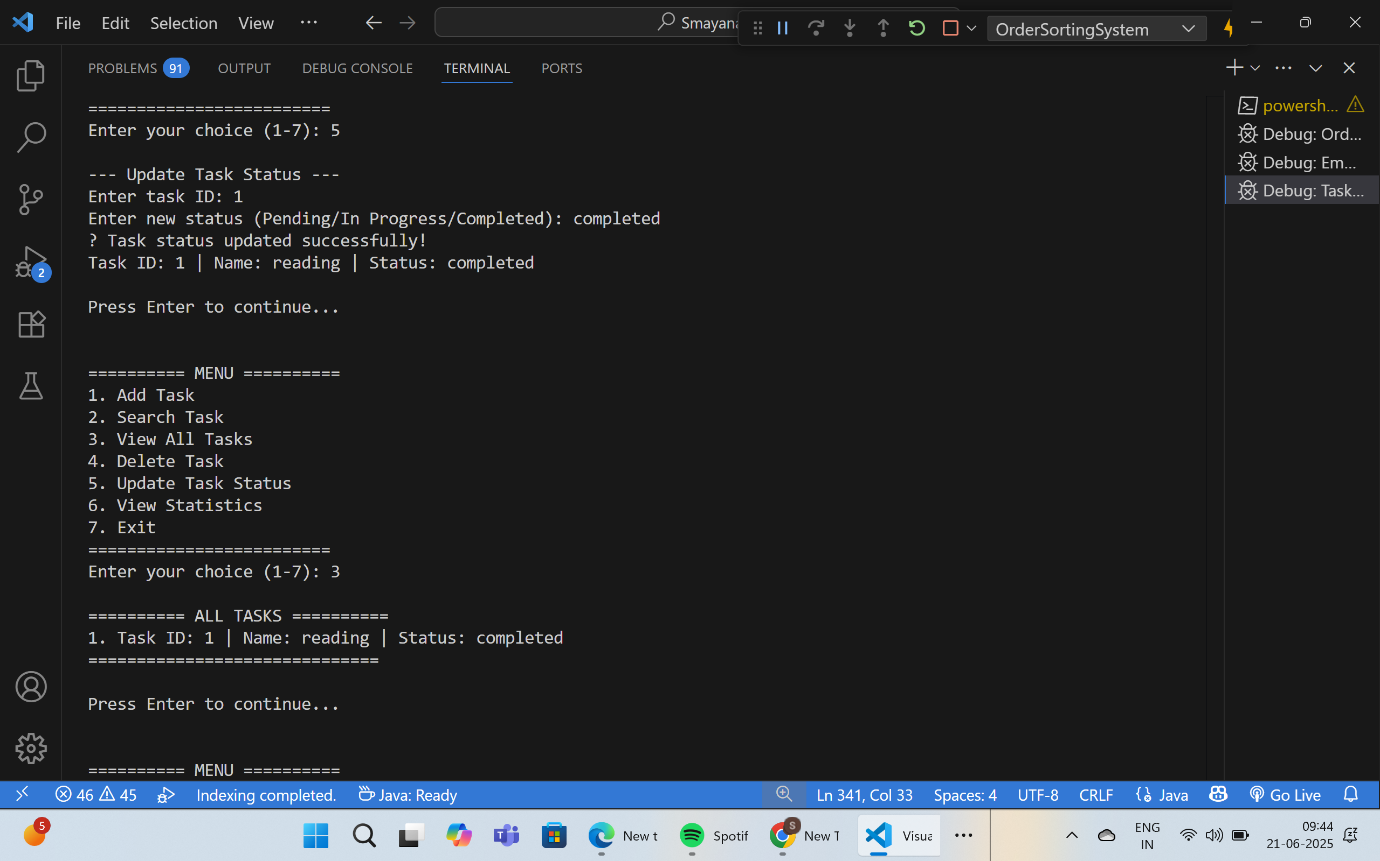 File Edit Selection View ... Smayana OrderSortingSystem
PROBLEMS 91 OUTPUT DEBUG CONSOLE TERMINAL PORTS
=========================
Enter your choice (1-7): 5
--- Update Task Status ---
Enter task ID: 1
Enter new status (Pending/In Progress/Completed): completed
? Task status updated successfully!
Task ID: 1 | Name: reading | Status: completed
Press Enter to continue...
========== MENU ==========
1. Add Task
2. Search Task
3. View All Tasks
4. Delete Task
5. Update Task Status
6. View Statistics
7. Exit
=========================
Enter your choice (1-7): 3
========== ALL TASKS ==========
1. Task ID: 1 | Name: reading | Status: completed
==============================
Press Enter to continue...
========== MENU ==========
powersh...
Debug: Ord...
Debug: Em...
Debug: Task...
2
46 45 Indexing completed. Java: Ready Ln 341, Col 33 Spaces: 4 UTF-8 CRLF Java Go Live
5 New t Spotif S New T Visua ... ENG 09:44
IN 21-06-2025